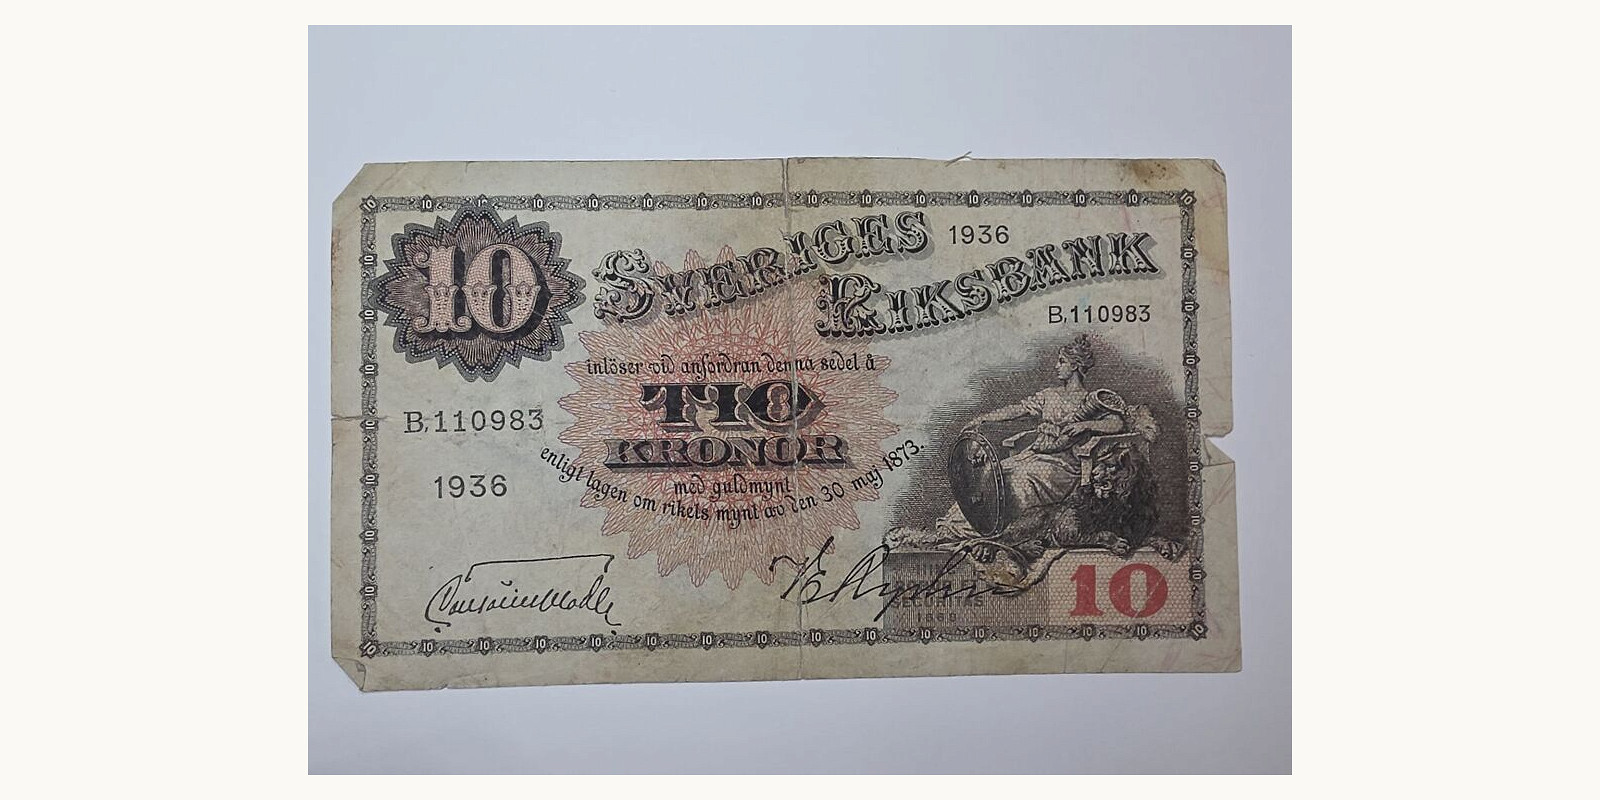 10
SVERIGES 1936
RIKSBANK
B,110983
inlöser vid anfordran denna sedel å
TIO
KRONOR
B,110983
med guldmynt
enligt lagen om rikets mynt av den 30 maj 1873.
1936
SECURITAS
10